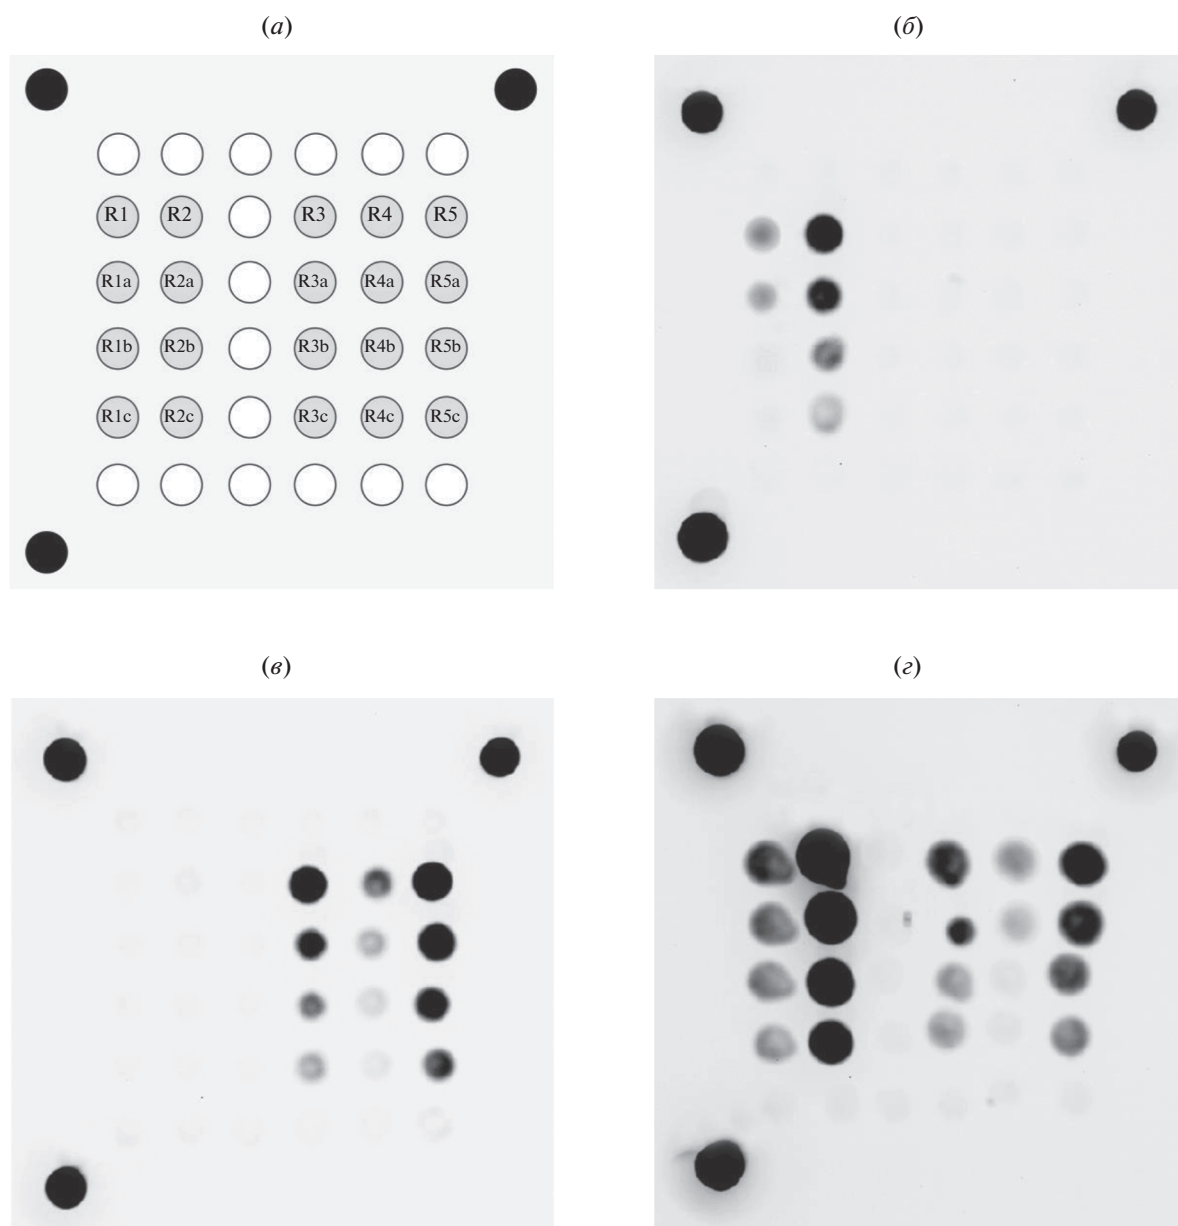 (а)
(б)
R1 R2 R3 R4 R5
R1a R2a R3a R4a R5a
R1b R2b R3b R4b R5b
R1c R2c R3c R4c R5c
(в)
(г)